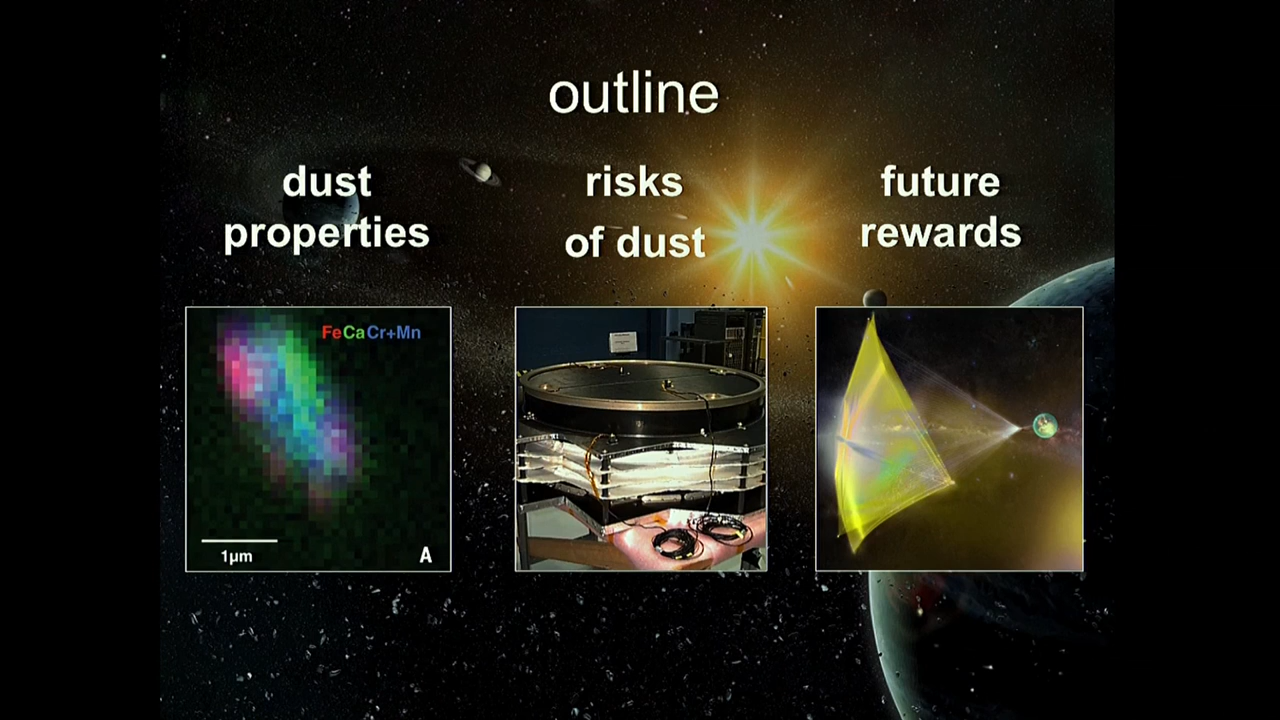 outline
dust
properties
risks
of dust
future
rewards
FeCaCr+Mn
1µm
A